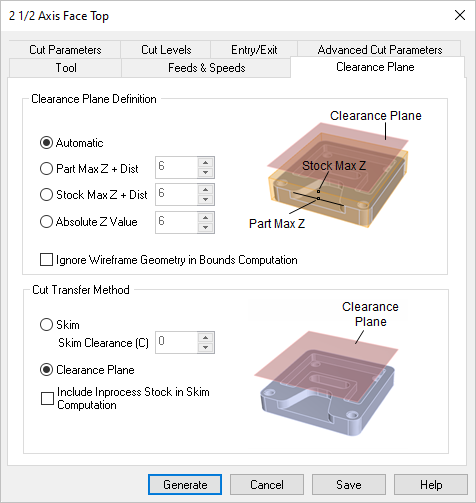 2 1/2 Axis Face Top
Cut Parameters Cut Levels Entry/Exit Advanced Cut Parameters
Tool Feeds & Speeds Clearance Plane
Clearance Plane Definition
Automatic
Part Max Z + Dist 6
Stock Max Z + Dist 6
Absolute Z Value 6
Ignore Wireframe Geometry in Bounds Computation
Clearance Plane
Stock Max Z
Part Max Z
Cut Transfer Method
Skim
Skim Clearance (C) 0
Clearance Plane
Include Inprocess Stock in Skim
Computation
Clearance
Plane
Generate Cancel Save Help